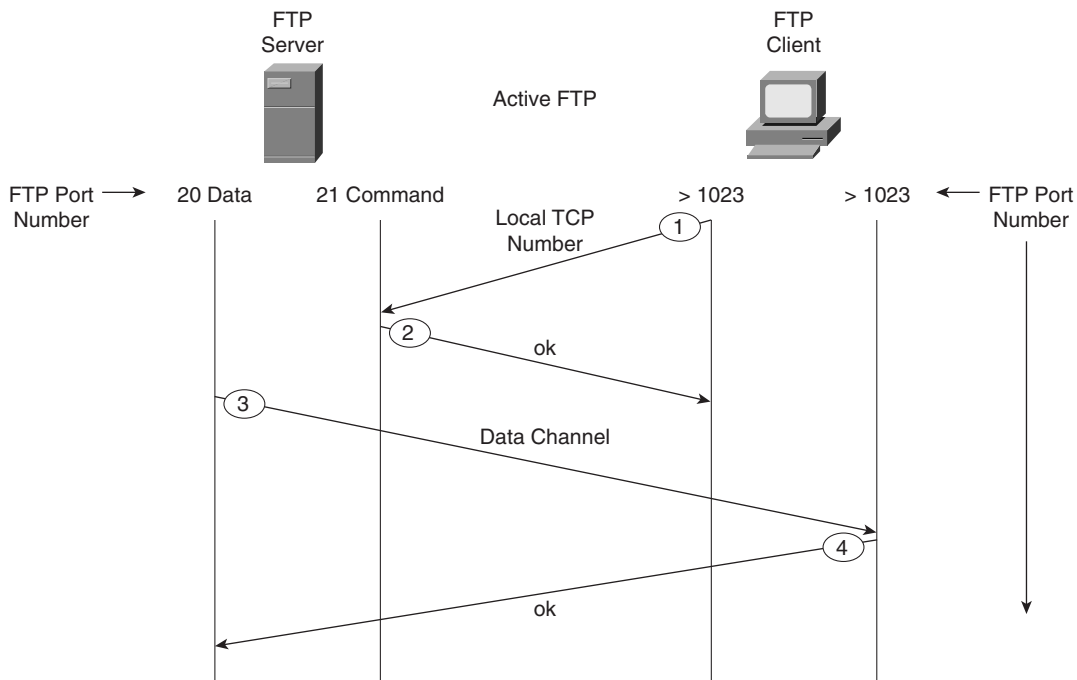 FTP
Server
FTP
Client
Active FTP
FTP Port
Number
20 Data
21 Command
> 1023
> 1023
FTP Port
Number
Local TCP
Number
1
2
ok
3
Data Channel
4
ok